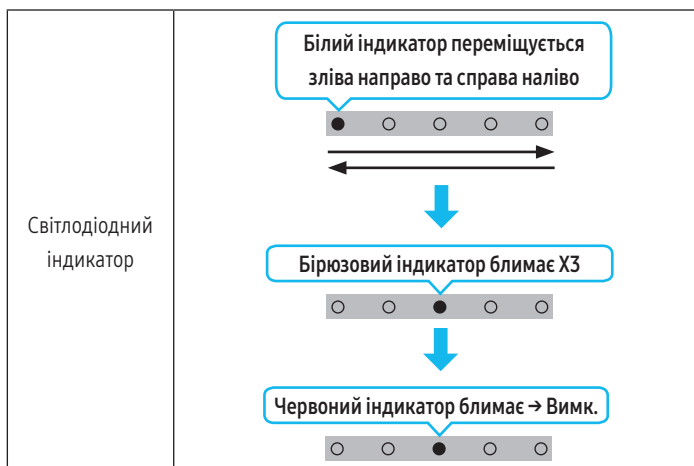 Білий індикатор переміщується
зліва направо та справа наліво
Світлодіодний
індикатор
Бірюзовий індикатор блимає X3
Червоний індикатор блимає → Вимк.